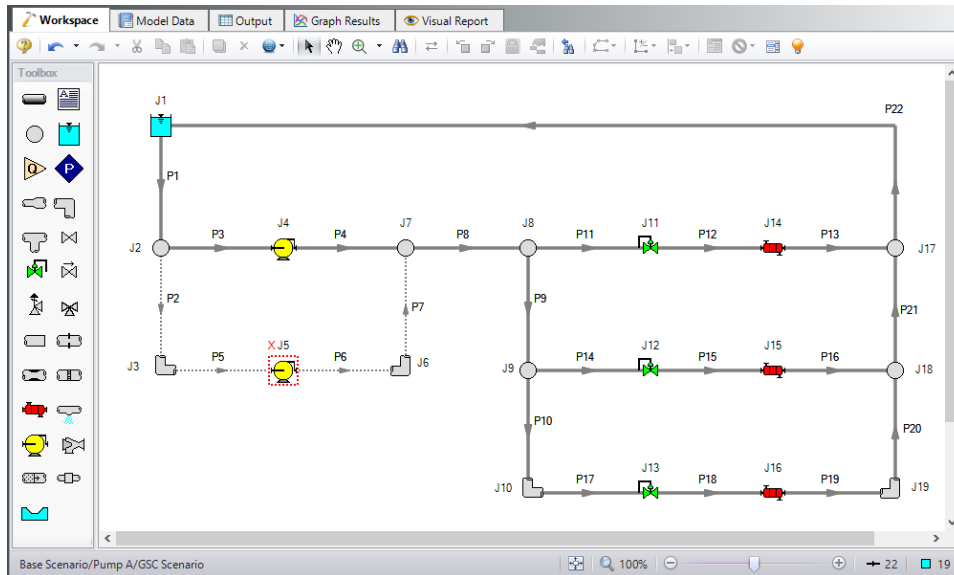 Workspace Model Data Output Graph Results Visual Report
Toolbox
A
Q P
J1
P22
P1
J2 P3 J4 P4 J7 P8 J8 P11 J11 P12 J14 P13 J17
P2 P7 P9 P21
J3 P5 X J5 P6 J6 J9 P14 J12 P15 J15 P16 J18
P10 P20
J10 P17 J13 P18 J16 P19 J19
Base Scenario/Pump A/GSC Scenario 100% 22 19